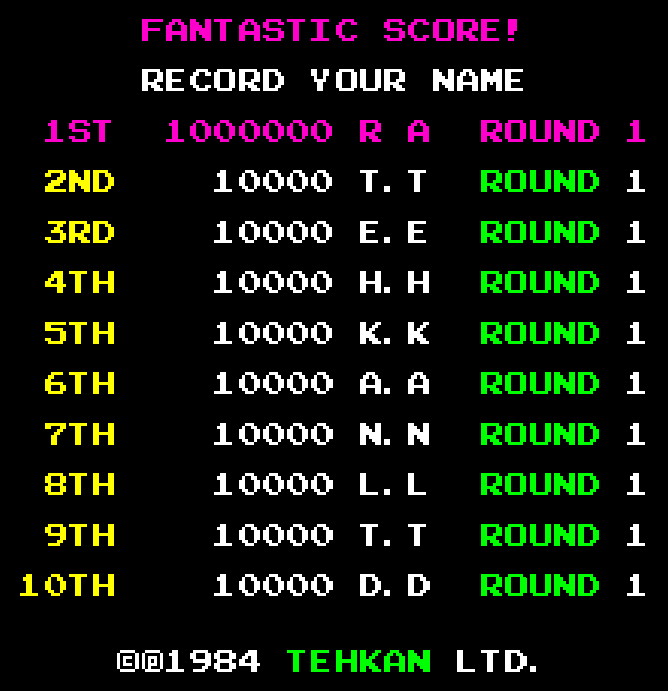 FANTASTIC SCORE!
RECORD YOUR NAME
1ST 1000000 R A ROUND 1
2ND 10000 T. T ROUND 1
3RD 10000 E. E ROUND 1
4TH 10000 H. H ROUND 1
5TH 10000 K. K ROUND 1
6TH 10000 A. A ROUND 1
7TH 10000 N. N ROUND 1
8TH 10000 L. L ROUND 1
9TH 10000 T. T ROUND 1
10TH 10000 D. D ROUND 1
©@1984 TEHKAN LTD.